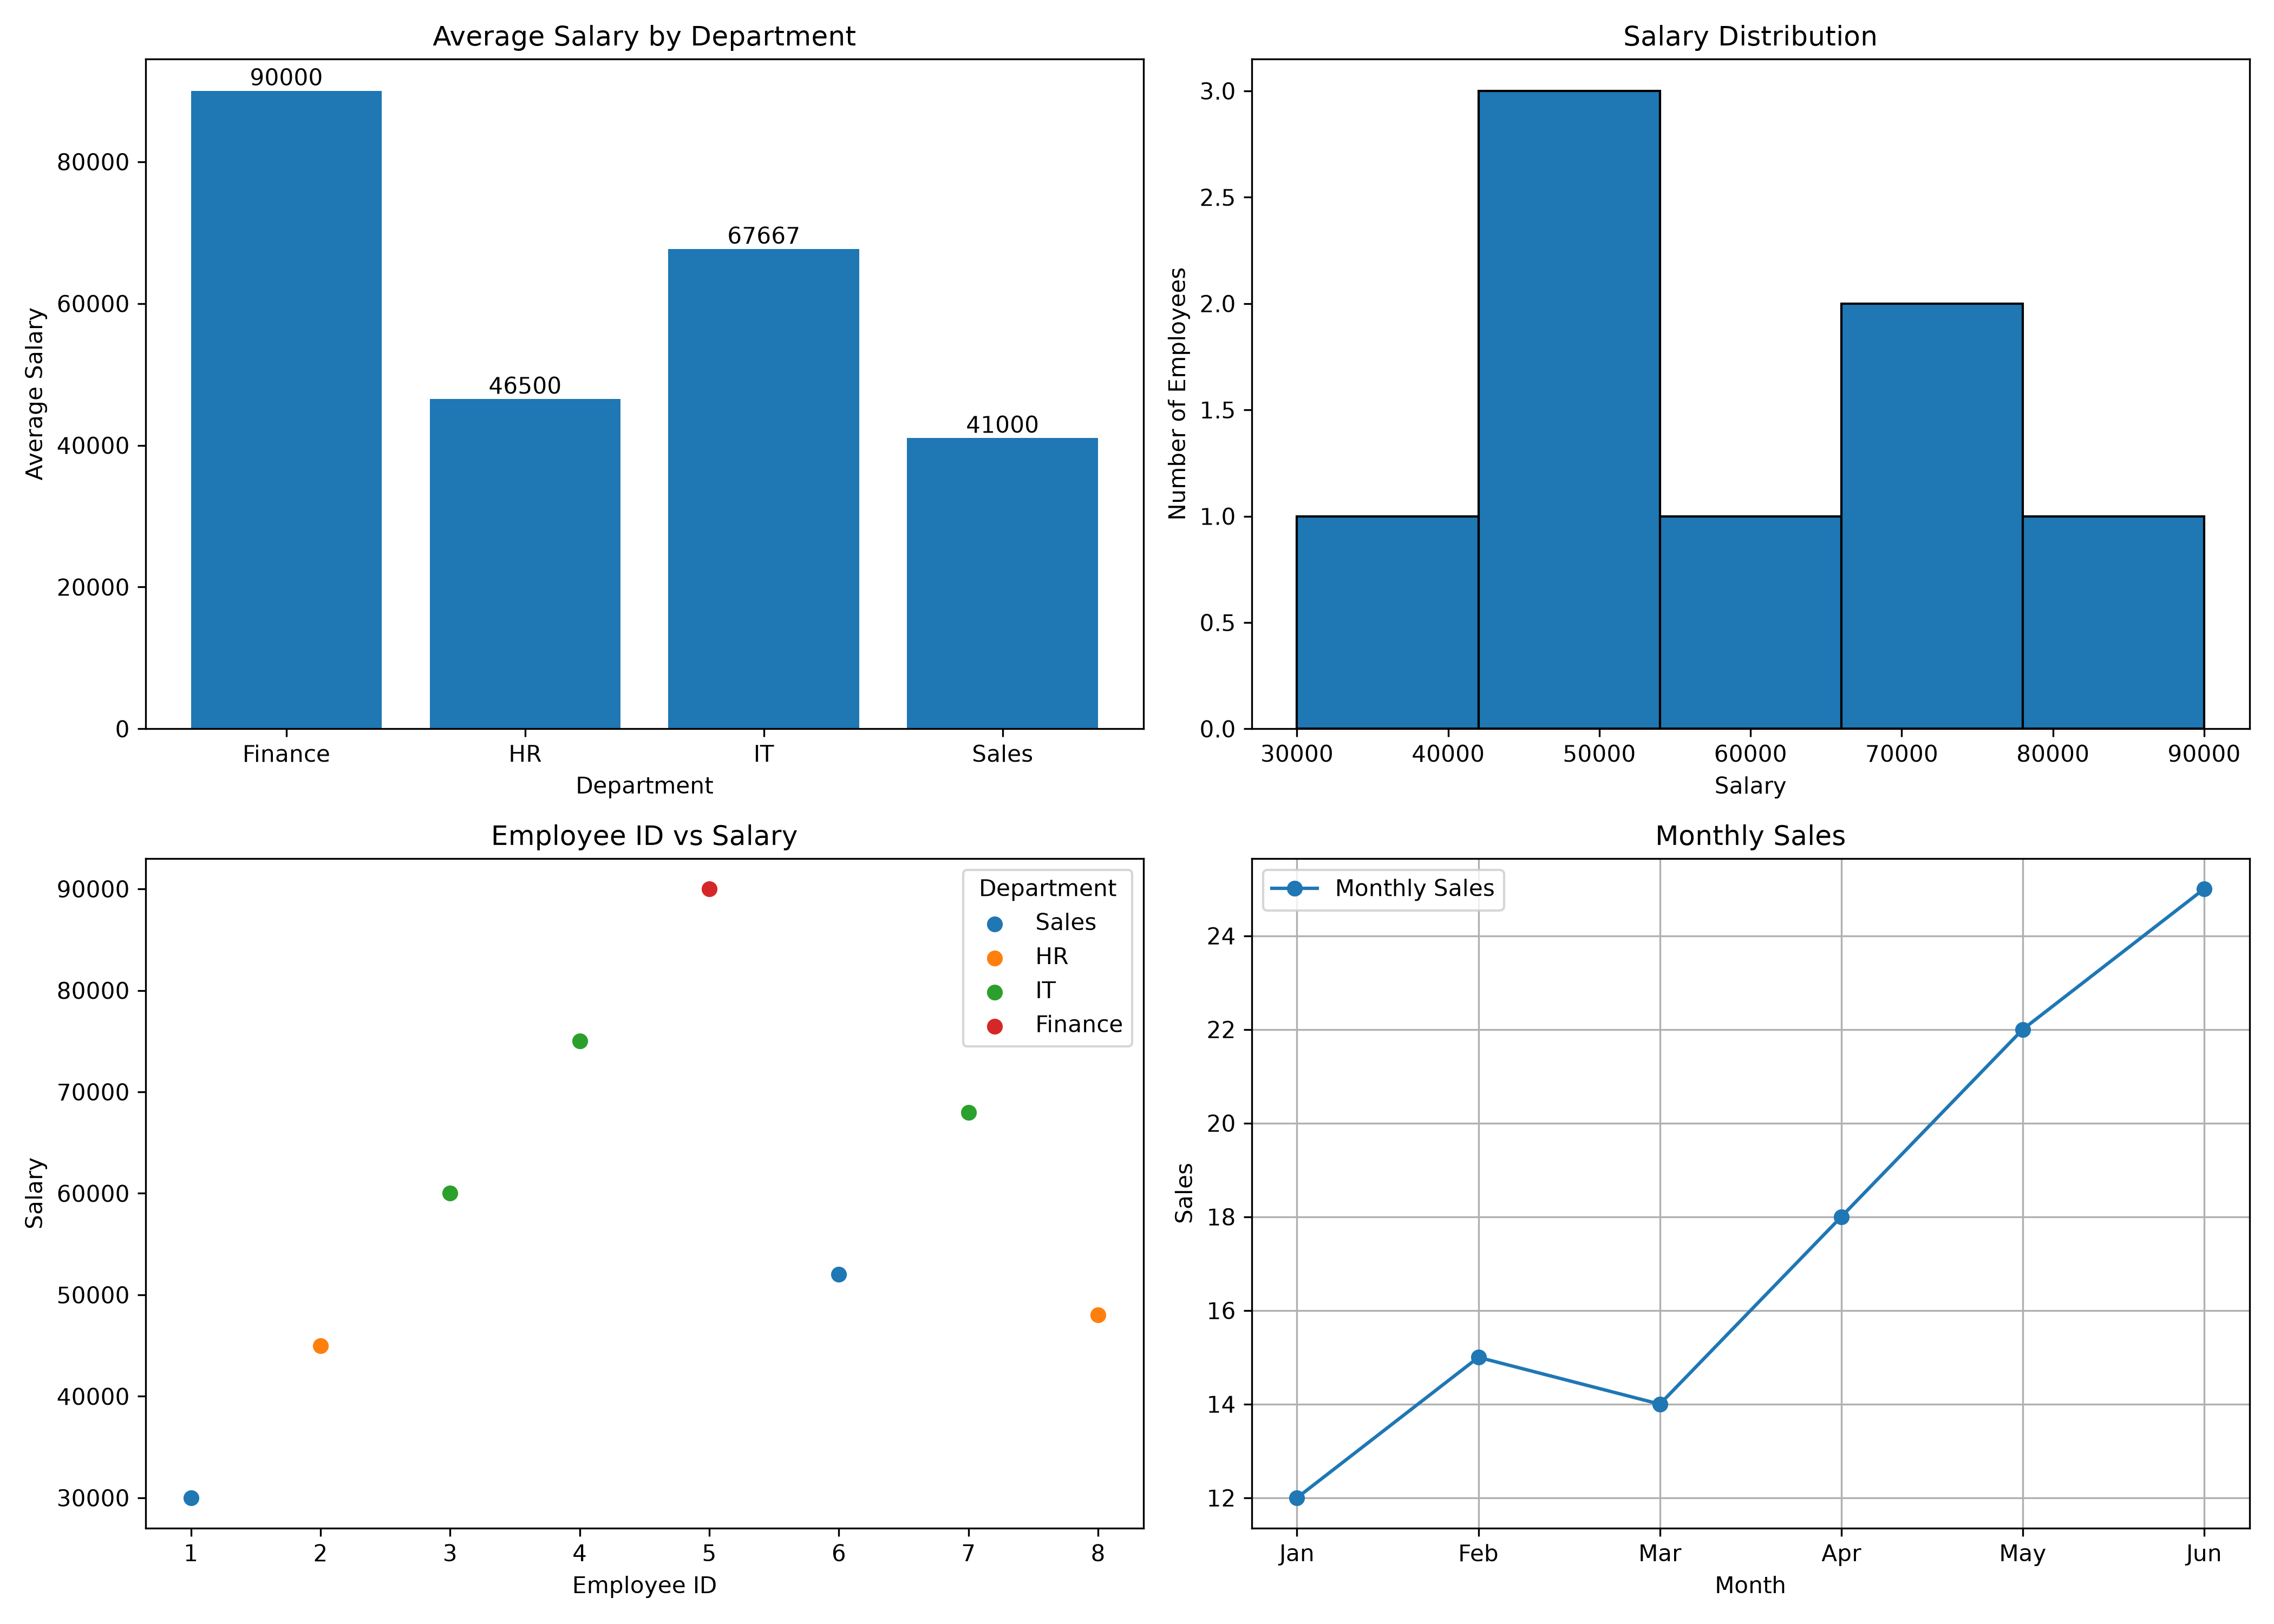 Average Salary by Department
90000
67667
46500
41000
80000
60000
40000
20000
0
Average Salary
Finance HR IT Sales
Department
Salary Distribution
3.0
2.5
2.0
1.5
1.0
0.5
0.0
Number of Employees
30000 40000 50000 60000 70000 80000 90000
Salary
Employee ID vs Salary
90000
80000
70000
60000
50000
40000
30000
Salary
Department
Sales
HR
IT
Finance
1 2 3 4 5 6 7 8
Employee ID
Monthly Sales
Monthly Sales
24
22
20
18
16
14
12
Sales
Jan Feb Mar Apr May Jun
Month